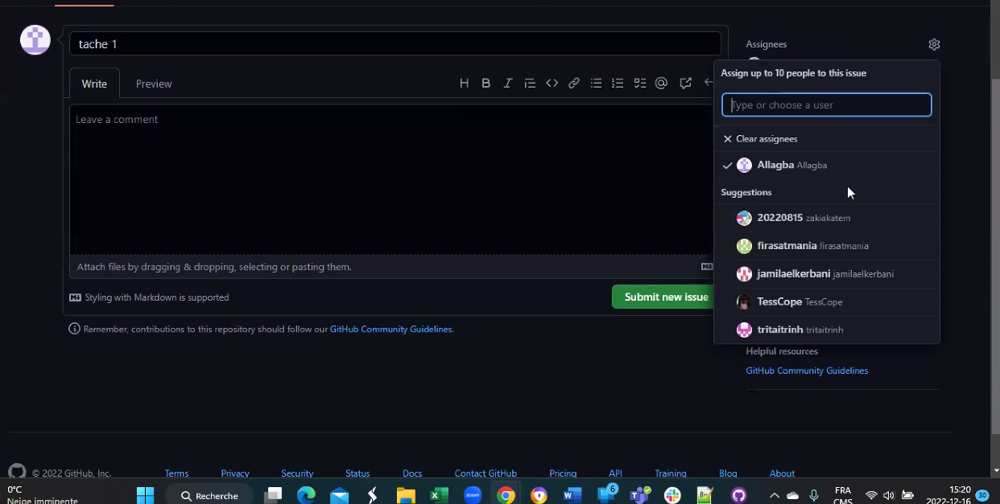 tache 1
Assignees
Assign up to 10 people to this issue
Write
Preview
Type or choose a user
Leave a comment
Clear assignees
Allagba Allagba
Suggestions
20220815 zakiakatem
firasatmania firasatmania
jamilaelkerbani jamilaelkerbani
TessCope TessCope
tritaitrinh tritaitrinh
Attach files by dragging & dropping, selecting or pasting them.
Styling with Markdown is supported
Submit new issue
Remember, contributions to this repository should follow our GitHub Community Guidelines.
Helpful resources
GitHub Community Guidelines
© 2022 GitHub, Inc.
Terms
Privacy
Security
Status
Docs
Contact GitHub
Pricing
API
Training
Blog
About
0°C
Neige imminente
Recherche
zoom
6
FRA
CMS
15:20
2022-12-16
30